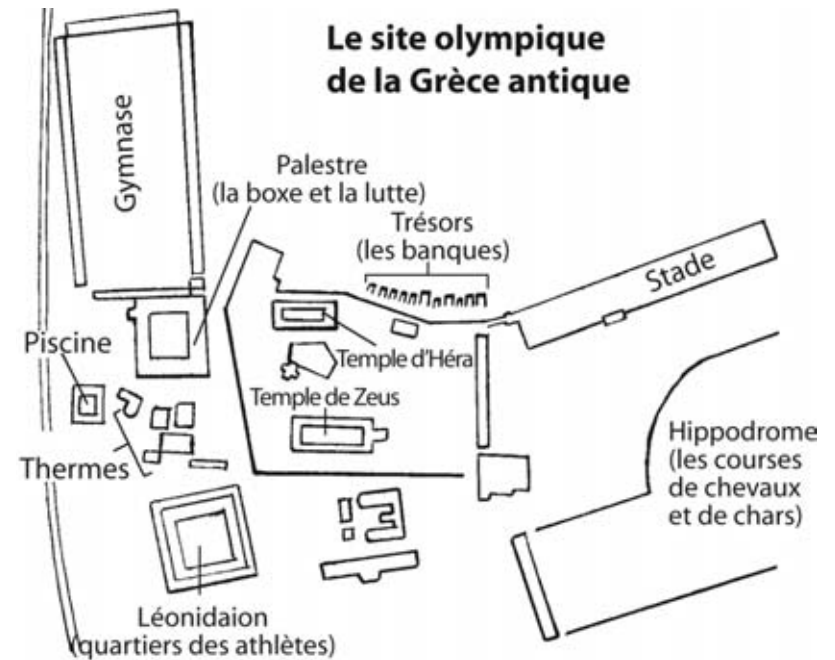 Le site olympique
de la Grèce antique
Gymnase
Palestre
(la boxe et la lutte)
Trésors
(les banques)
Stade
Piscine
Temple d'Héra
Temple de Zeus
Thermes
Hippodrome
(les courses
de chevaux
et de chars)
Léonidaion
(quartiers des athlètes)